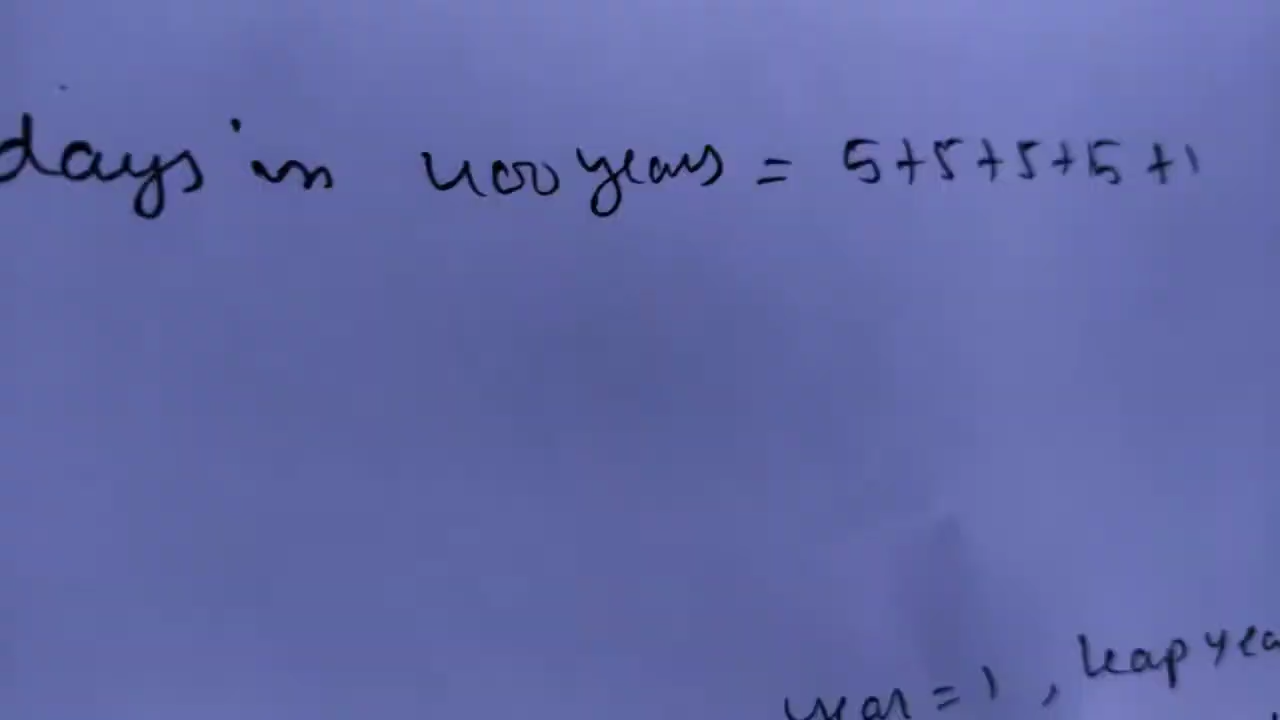 days in 400 years = 5+5+5+5+1
year = 1, leap yea